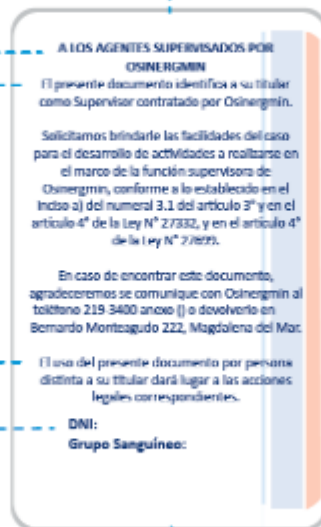 A LOS AGENTES SUPERVISADOS POR
OSINERGMIN
El presente documento identifica a su titular
como Supervisor contratado por Osinergmin.
Solicitamos brindarle las facilidades del caso
para el desarrollo de actividades a realizarse en
el marco de la función supervisora de
Osinergmin, conforme a lo establecido en el
inciso a) del numeral 3.1 del artículo 3° y en el
artículo 4° de la Ley N° 27332, y en el artículo 4°
de la Ley N° 27699.
En caso de encontrar este documento,
agradeceremos se comunique con Osinergmin al
teléfono 219-3400 anexo () o devolverlo en
Bernardo Monteagudo 222, Magdalena del Mar.
El uso del presente documento por persona
distinta a su titular dará lugar a las acciones
legales correspondientes.
DNI:
Grupo Sanguíneo: